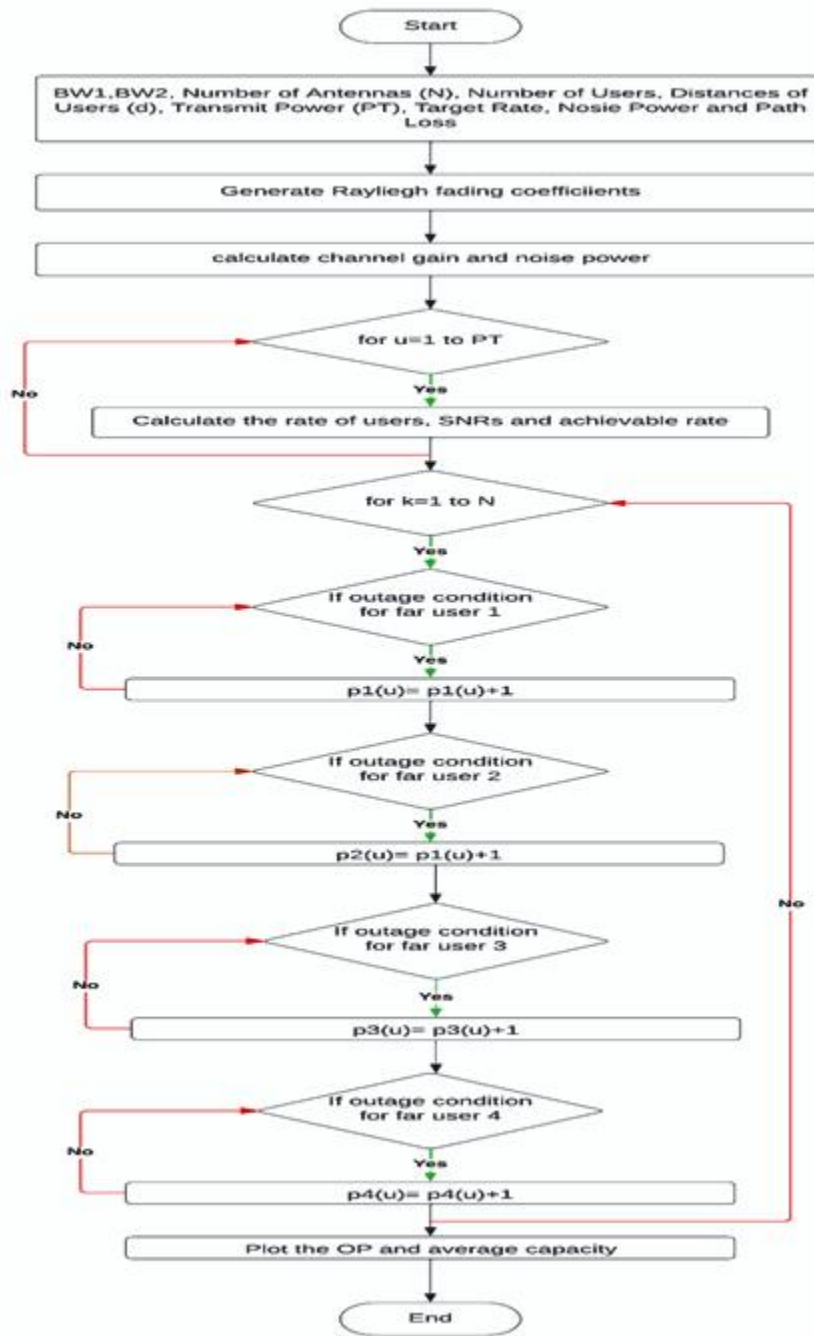 Start
BW1,BW2, Number of Antennas (N), Number of Users, Distances of
Users (d), Transmit Power (PT), Target Rate, Nosie Power and Path
Loss
Generate Rayliegh fading coefficiients
calculate channel gain and noise power
for u=1 to PT
No
Yes
Calculate the rate of users, SNRs and achievable rate
for k=1 to N
Yes
If outage condition
for far user 1
No
Yes
p1(u)= p1(u)+1
If outage condition
for far user 2
No
Yes
p2(u)= p1(u)+1
No
If outage condition
for far user 3
No
Yes
p3(u)= p3(u)+1
If outage condition
for far user 4
No
Yes
p4(u)= p4(u)+1
Plot the OP and average capacity
End